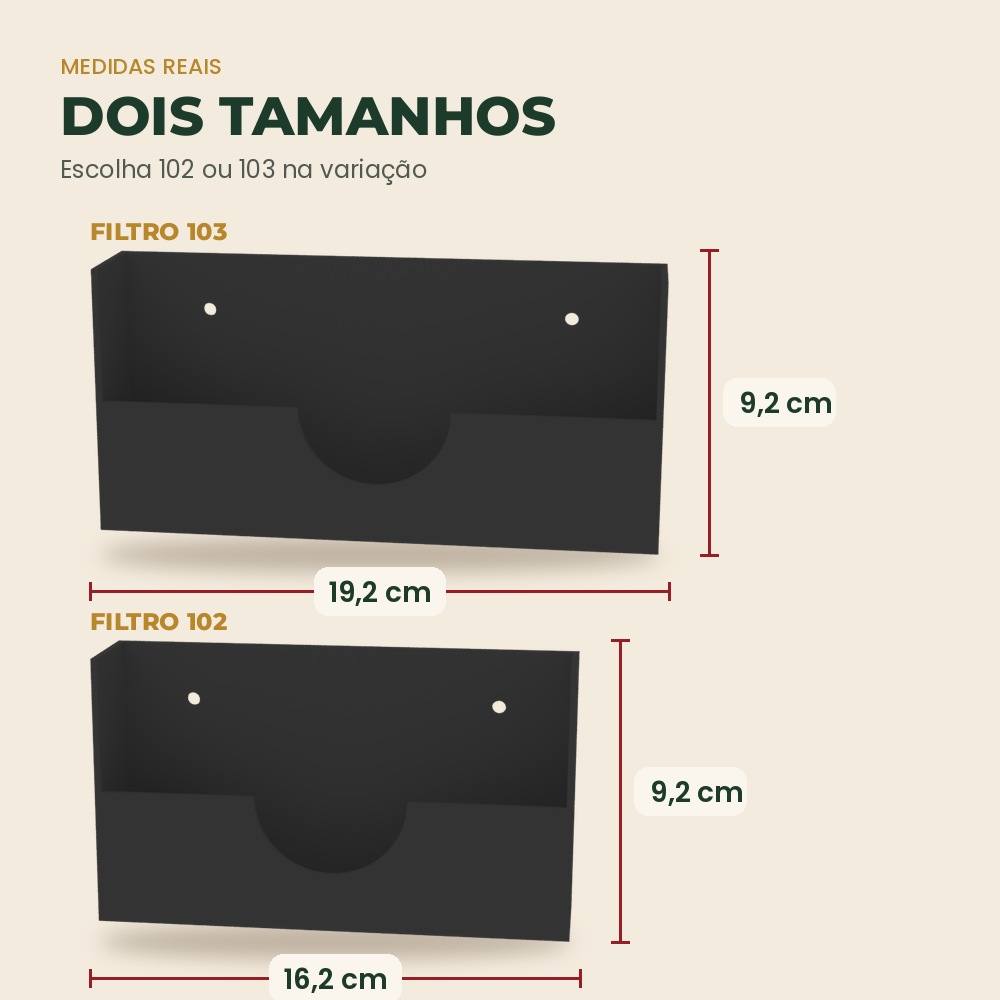 MEDIDAS REAIS
DOIS TAMANHOS
Escolha 102 ou 103 na variação
FILTRO 103
9,2 cm
19,2 cm
FILTRO 102
9,2 cm
16,2 cm